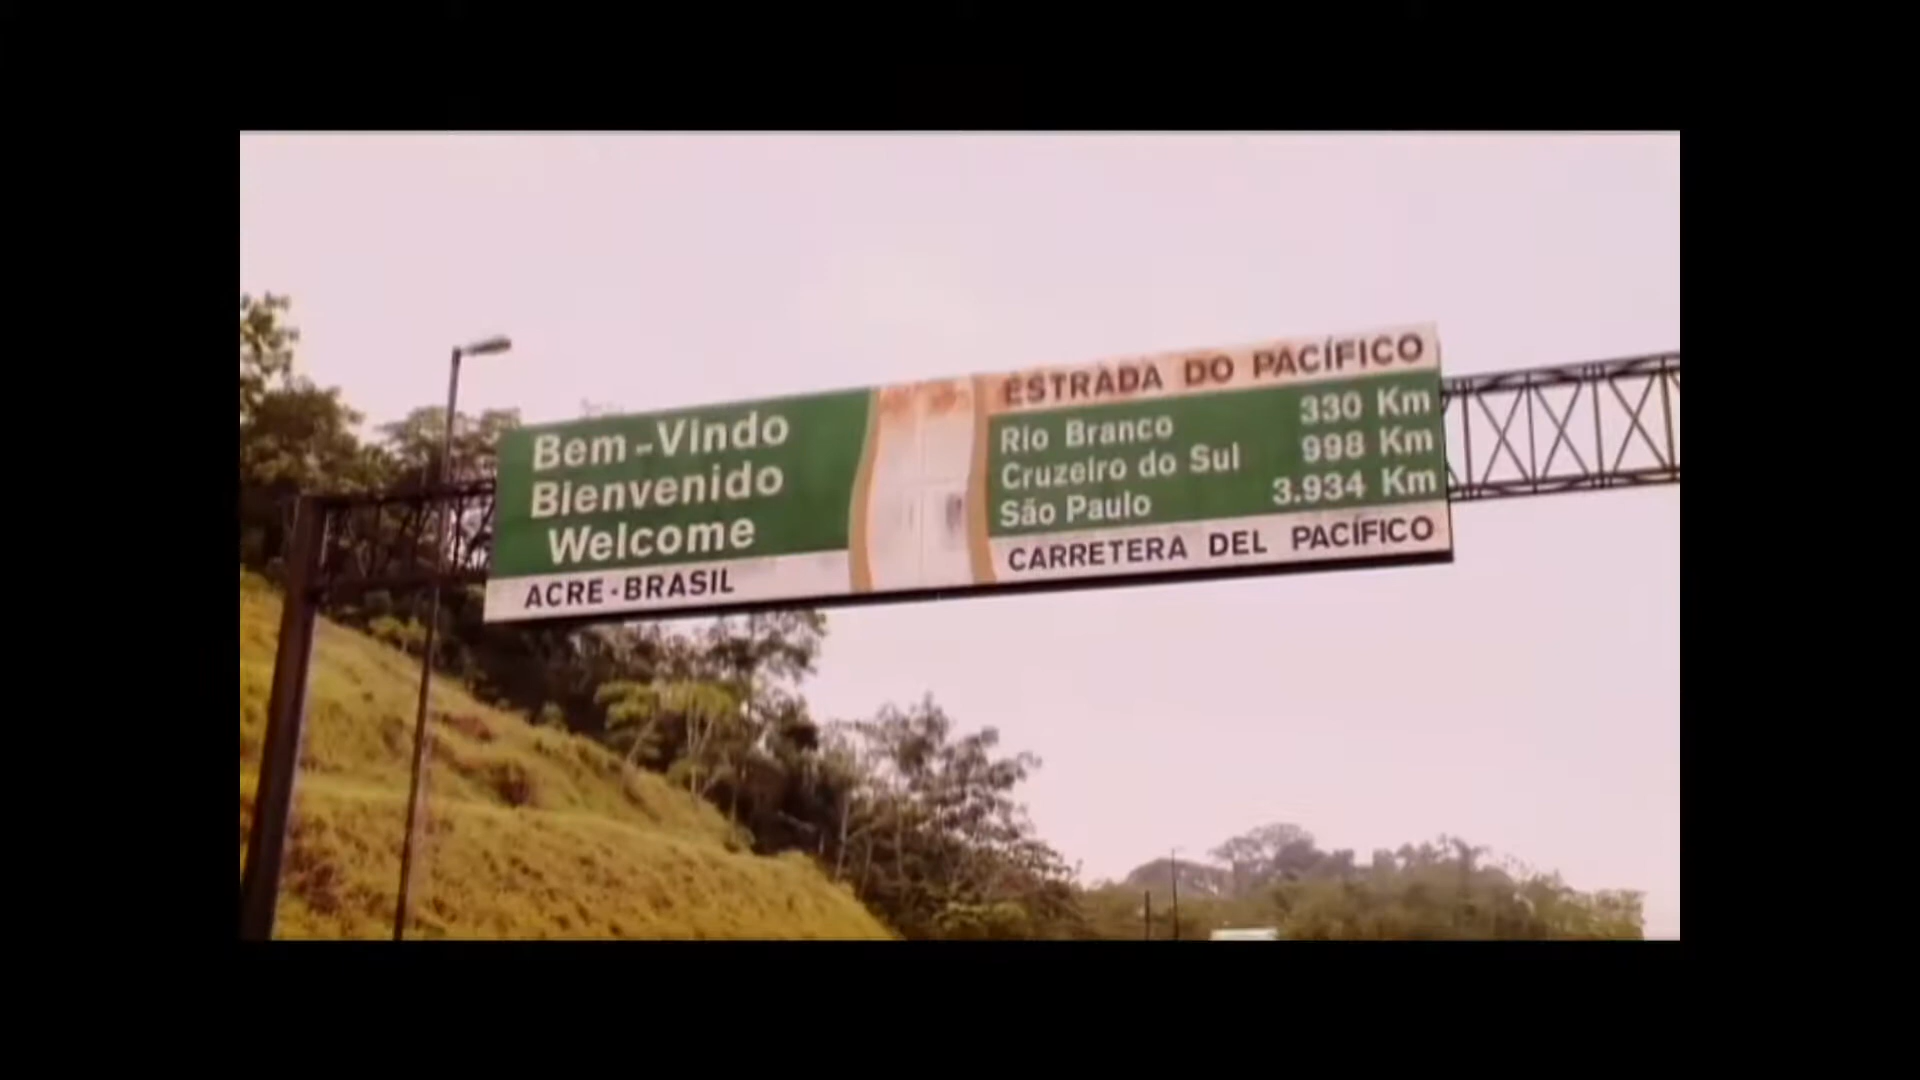 Bem-Vindo
Bienvenido
Welcome
ACRE-BRASIL
ESTRADA DO PACÍFICO
Rio Branco 330 Km
Cruzeiro do Sul 998 Km
São Paulo 3.934 Km
CARRETERA DEL PACÍFICO